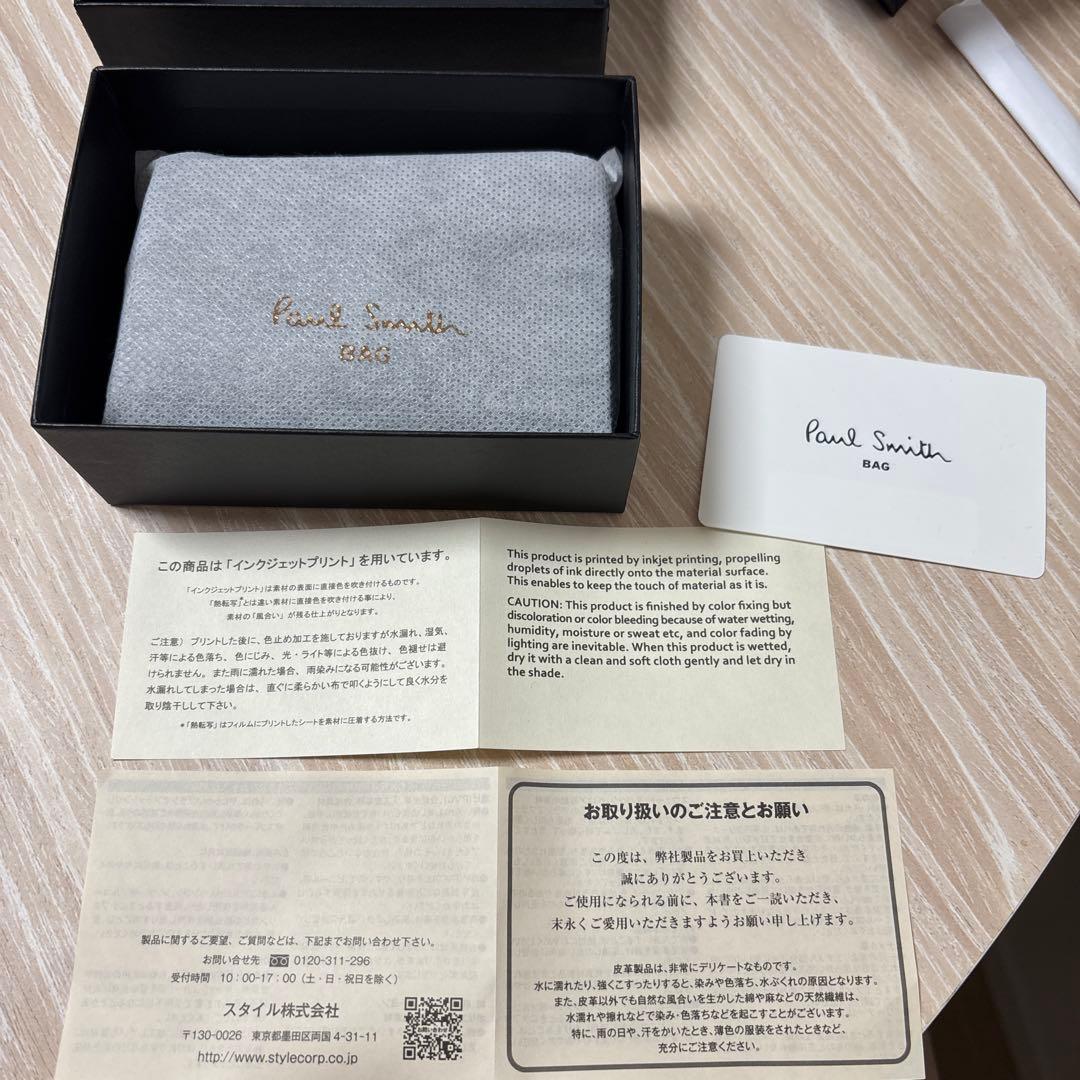 Paul Smith
BAG
Paul Smith
BAG
この商品は「インクジェットプリント」を用いています。
「インクジェットプリント」は素材の表面に直接色を吹き付けるものです。
「熱転写」*とは違い素材に直接色を吹き付ける事により、
素材の「風合い」が残る仕上がりとなります。
ご注意） プリントした後に、色止め加工を施しておりますが水漏れ、湿気、
汗等による色落ち、色にじみ、光・ライト等による色抜け、色褪せは避
けられません。また雨に濡れた場合、雨染みになる可能性がございます。
水漏れしてしまった場合は、直ぐに柔らかい布で叩くようにして良く水分を
取り陰干しして下さい。
*「熱転写」はフィルムにプリントしたシートを素材に圧着する方法です。
This product is printed by inkjet printing, propelling
droplets of ink directly onto the material surface.
This enables to keep the touch of material as it is.
CAUTION: This product is finished by color fixing but
discoloration or color bleeding because of water wetting,
humidity, moisture or sweat etc, and color fading by
lighting are inevitable. When this product is wetted,
dry it with a clean and soft cloth gently and let dry in
the shade.
製品に関するご要望、ご質問などは、下記までお問い合わせ下さい。
お問い合せ先 0120-311-296
受付時間 10:00-17:00（土・日・祝日を除く）
スタイル株式会社
〒130-0026 東京都墨田区両国 4-31-11
http://www.stylecorp.co.jp
お問い合わせ
お取り扱いのご注意とお願い
この度は、弊社製品をお買上いただき
誠にありがとうございます。
ご使用になられる前に、本書をご一読いただき、
末永くご愛用いただきますようお願い申し上げます。
皮革製品は、非常にデリケートなものです。
水に濡れたり、強くこすったりすると、染みや色落ち、水ぶくれの原因となります。
また、皮革以外でも自然な風合いを生かした綿や麻などの天然繊維は、
水濡れや擦れなどで染み・色落ちなどを起こすことがございます。
特に、雨の日や、汗をかいたとき、薄色の服装をされたときなど、
充分にご注意ください。